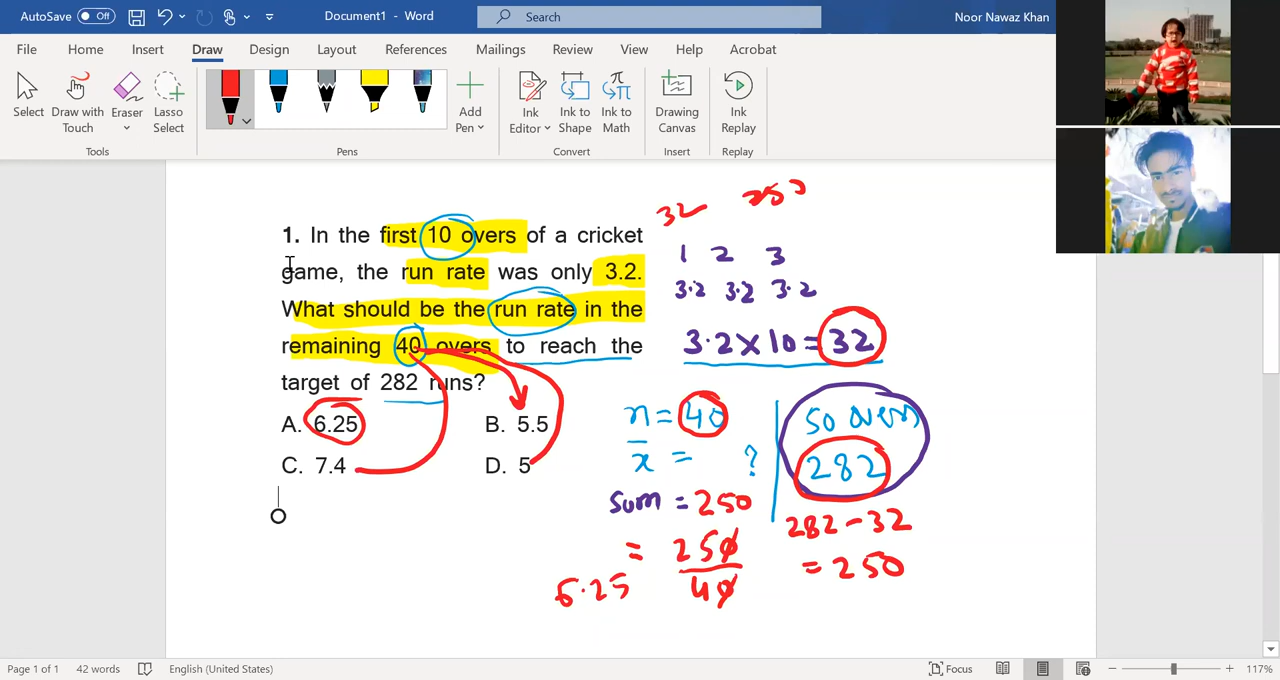 AutoSave Off Document1 - Word Search Noor Nawaz Khan
File Home Insert Draw Design Layout References Mailings Review View Help Acrobat
Select Draw with Touch Eraser Lasso Select Add Pen Ink Editor Ink to Shape Ink to Math Drawing Canvas Ink Replay
Tools Pens Convert Insert Replay
1. In the first 10 overs of a cricket
game, the run rate was only 3.2.
What should be the run rate in the
remaining 40 overs to reach the
target of 282 runs?
A. 6.25 B. 5.5
C. 7.4 D. 5
32 250
1 2 3
3.2 3.2 3.2
3.2 x 10 = 32
n = 40
x̄ = ?
sum = 250
= 250/40
6.25
50 overs
282
282 - 32
= 250
Page 1 of 1 42 words English (United States) Focus 117%